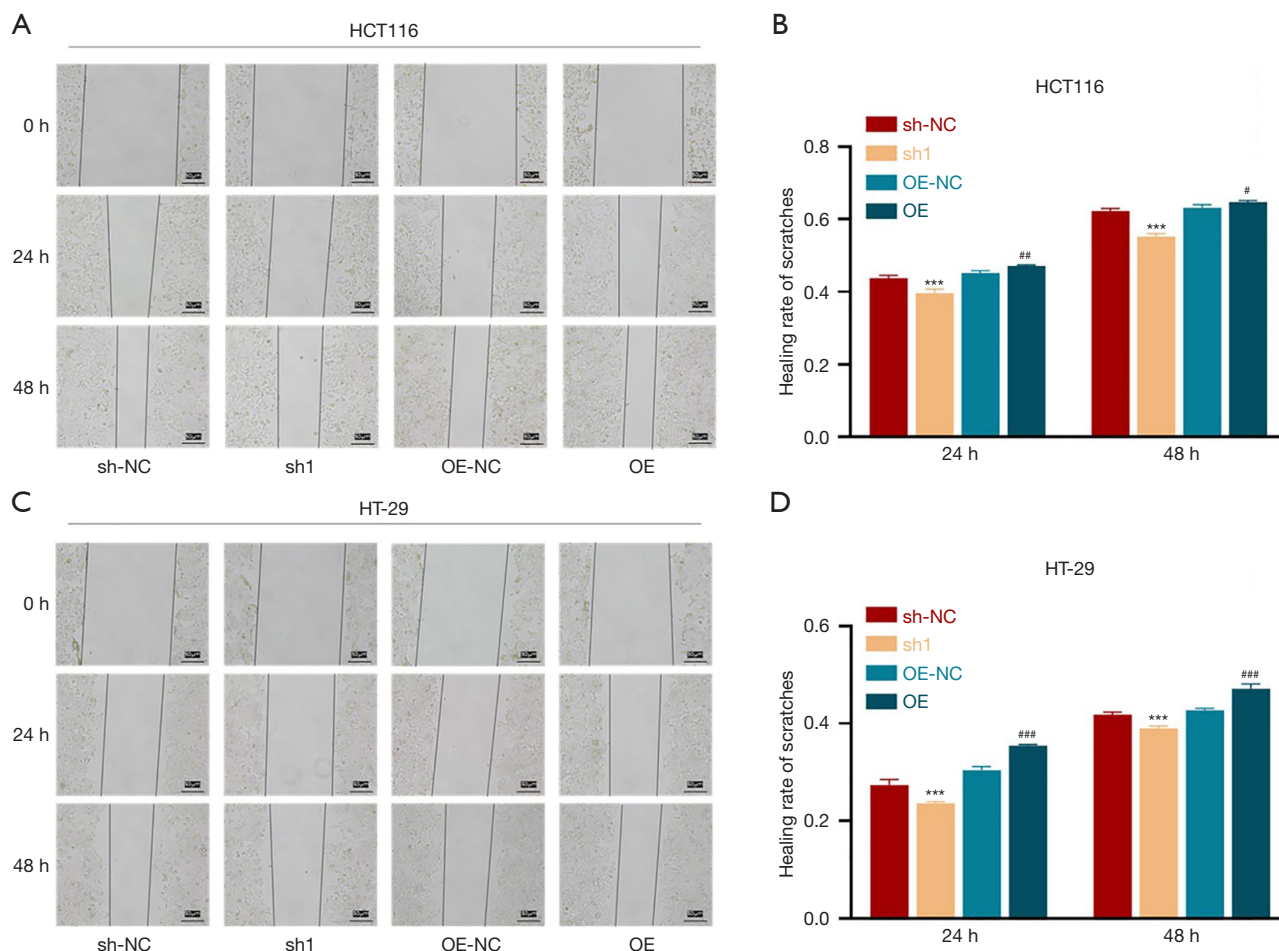 A
HCT116
0 h
24 h
48 h
sh-NC sh1 OE-NC OE
B
HCT116
sh-NC
sh1
OE-NC
OE
Healing rate of scratches
0.8
0.6
0.4
0.2
0.0
*** ## *** #
24 h 48 h
C
HT-29
0 h
24 h
48 h
sh-NC sh1 OE-NC OE
D
HT-29
sh-NC
sh1
OE-NC
OE
Healing rate of scratches
0.6
0.4
0.2
0.0
*** ### *** ###
24 h 48 h